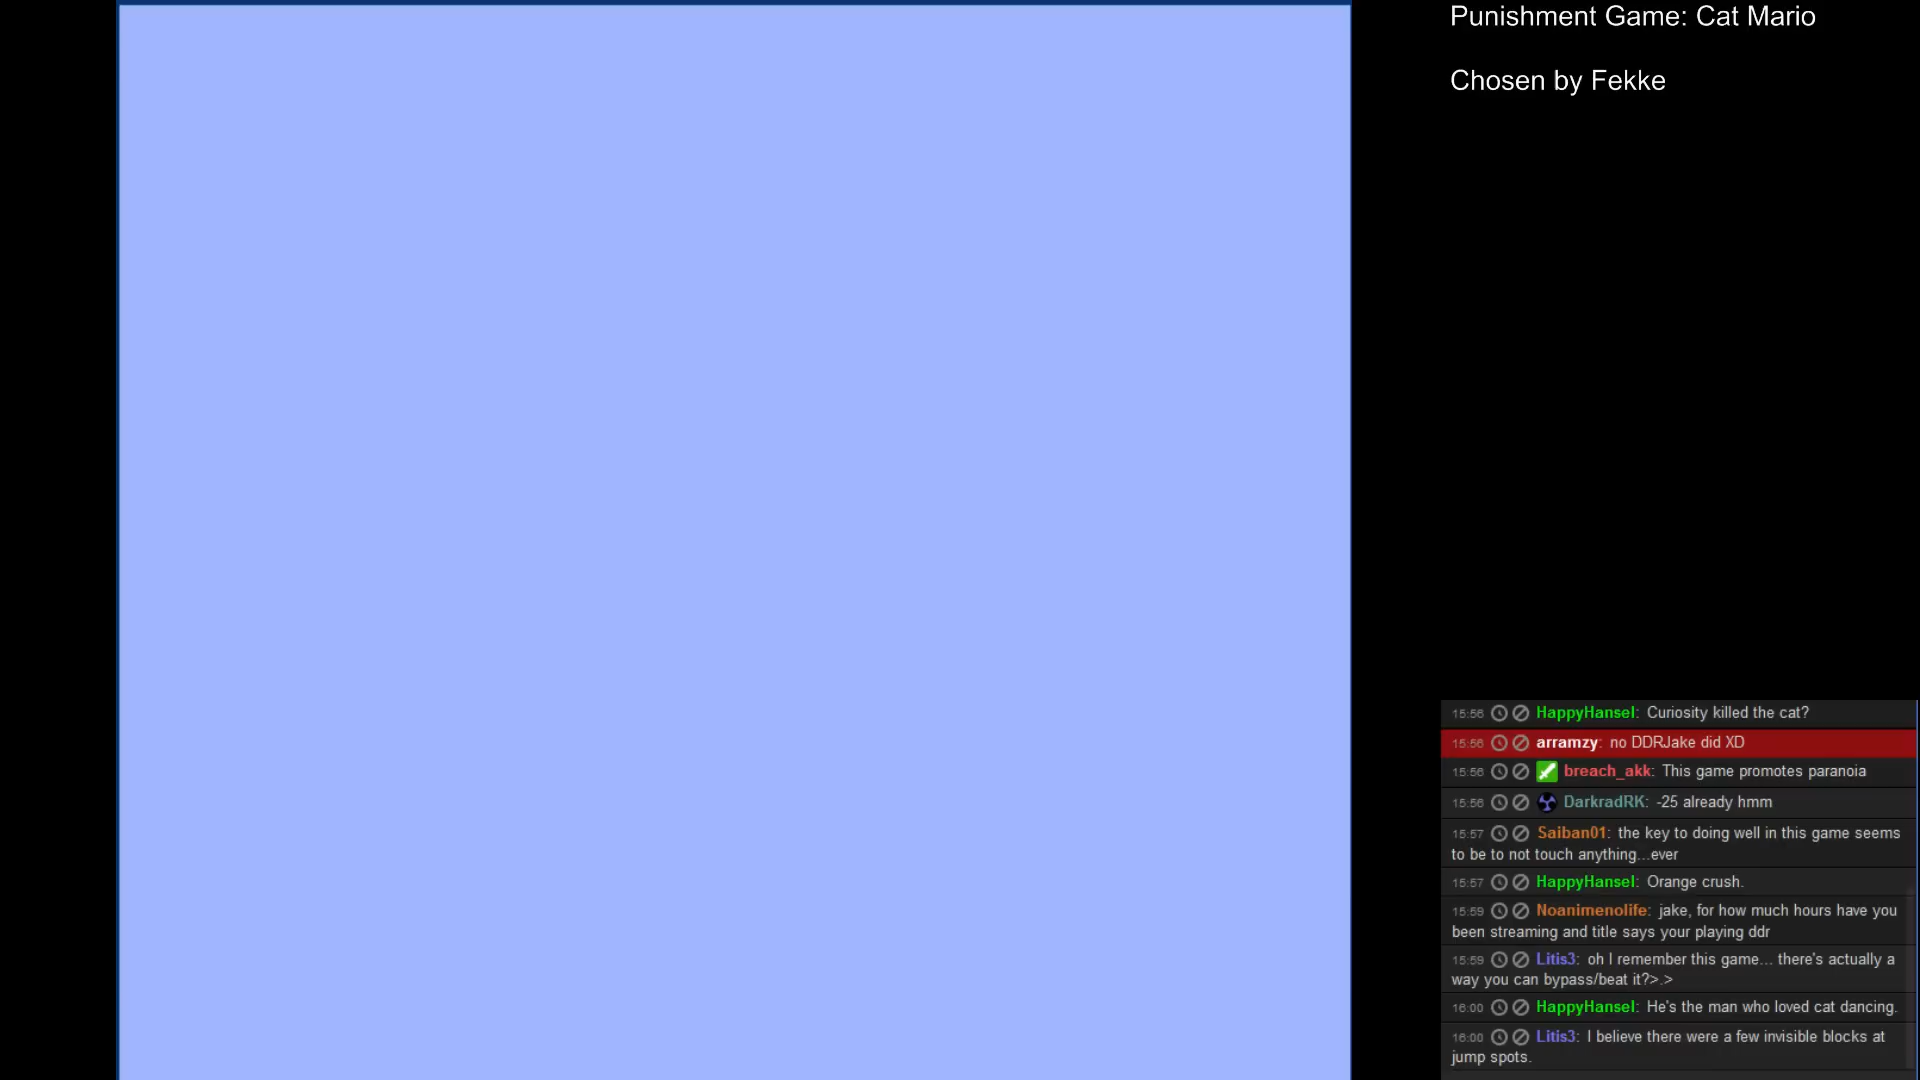 Punishment Game: Cat Mario
Chosen by Fekke
15:56 HappyHansel: Curiosity killed the cat?
15:56 arramzy: no DDRJake did XD
15:56 breach_akk: This game promotes paranoia
15:56 DarkradRK: -25 already hmm
15:57 Saiban01: the key to doing well in this game seems
to be to not touch anything...ever
15:57 HappyHansel: Orange crush.
15:59 Noanimenolife: jake, for how much hours have you
been streaming and title says your playing ddr
15:59 Litis3: oh I remember this game... there's actually a
way you can bypass/beat it?>.>
16:00 HappyHansel: He's the man who loved cat dancing.
16:00 Litis3: I believe there were a few invisible blocks at
jump spots.